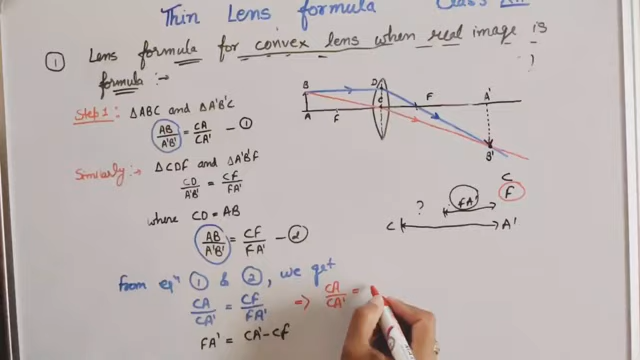 Thin Lens formula Class XII
① Lens formula for convex lens when real image is
formula :-
Step 1 : ΔABC and ΔA'B'C
AB/A'B' = CA/CA' — ①
Similarly :- ΔCDF and ΔA'B'F
CD/A'B' = CF/FA'
where CD = AB
AB/A'B' = CF/FA' — ②
from eqⁿ ① & ②, we get
CA/CA' = CF/FA' ⇒ CA/CA' =
FA' = CA' - CF
B D A'
A F C F
B'
C
F
? FA'
C A'